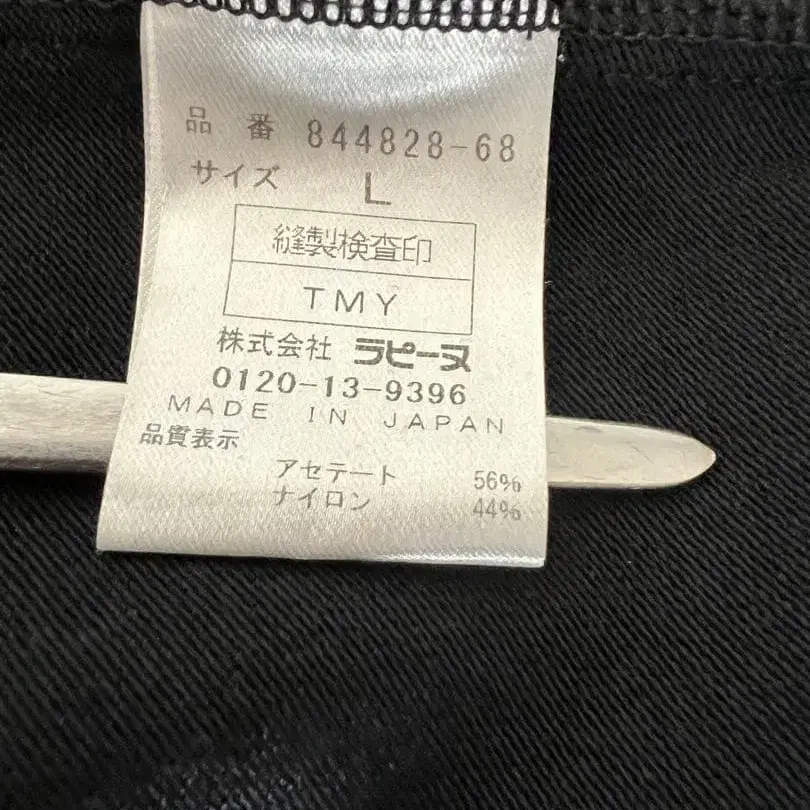 品 番 844828-68
サイズ L
縫製検査印
TMY
株式会社 ラピーヌ
0120-13-9396
MADE IN JAPAN
品質表示
アセテート 56%
ナイロン 44%